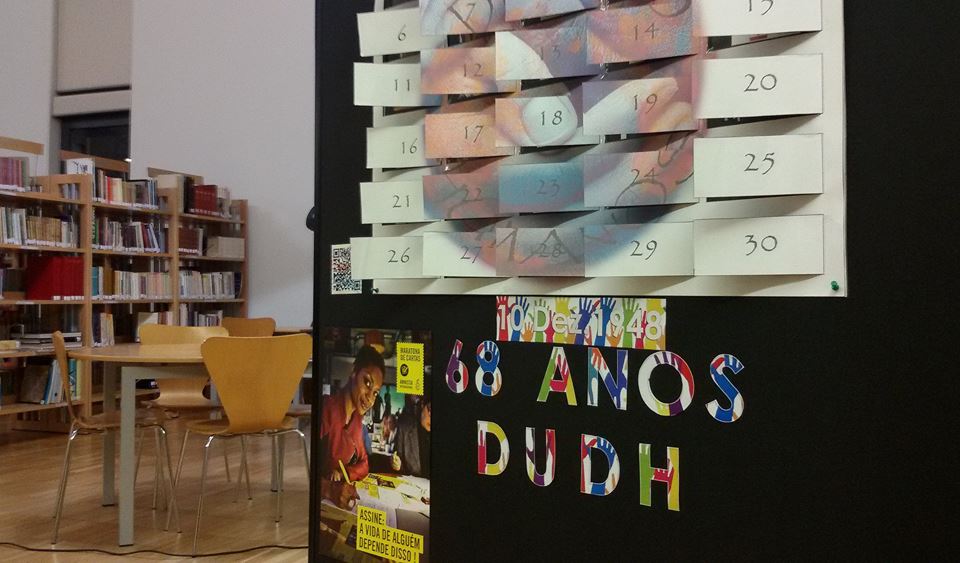 6 7 15
11 12 13 14 20
16 17 18 19 25
21 22 23 24
26 27 28 29 30
10 Dez. 1948
68 ANOS
DUDH
MARATONA
DE CARTAS
AMNISTIA
ASSINE:
A VIDA DE ALGUÉM
DEPENDE DISSO !